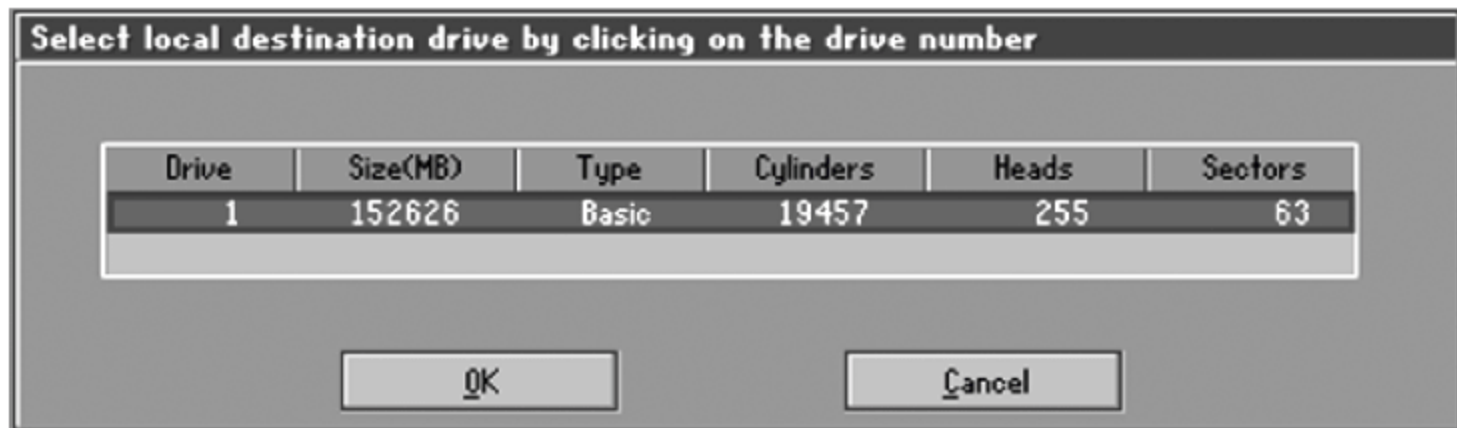 Select local destination drive by clicking on the drive number
Drive Size(MB) Type Cylinders Heads Sectors
1 152626 Basic 19457 255 63
OK Cancel